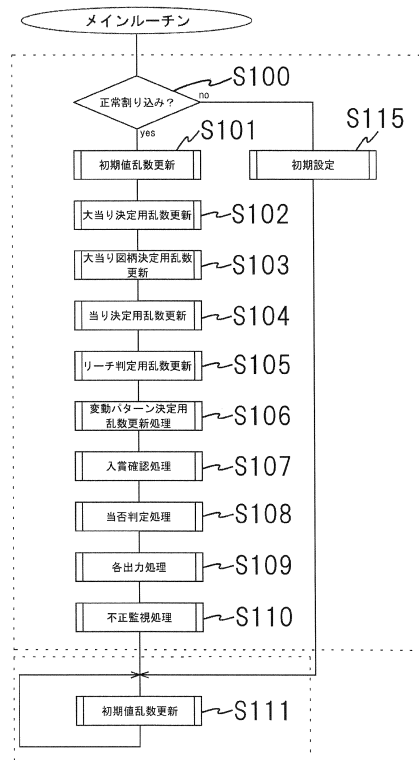 メインルーチン
S100
正常割り込み?
no
yes
S101
S115
初期値乱数更新
初期設定
大当り決定用乱数更新
S102
大当り図柄決定用乱数
更新
S103
当り決定用乱数更新
S104
リーチ判定用乱数更新
S105
変動パターン決定用
乱数更新処理
S106
入賞確認処理
S107
当否判定処理
S108
各出力処理
S109
不正監視処理
S110
初期値乱数更新
S111